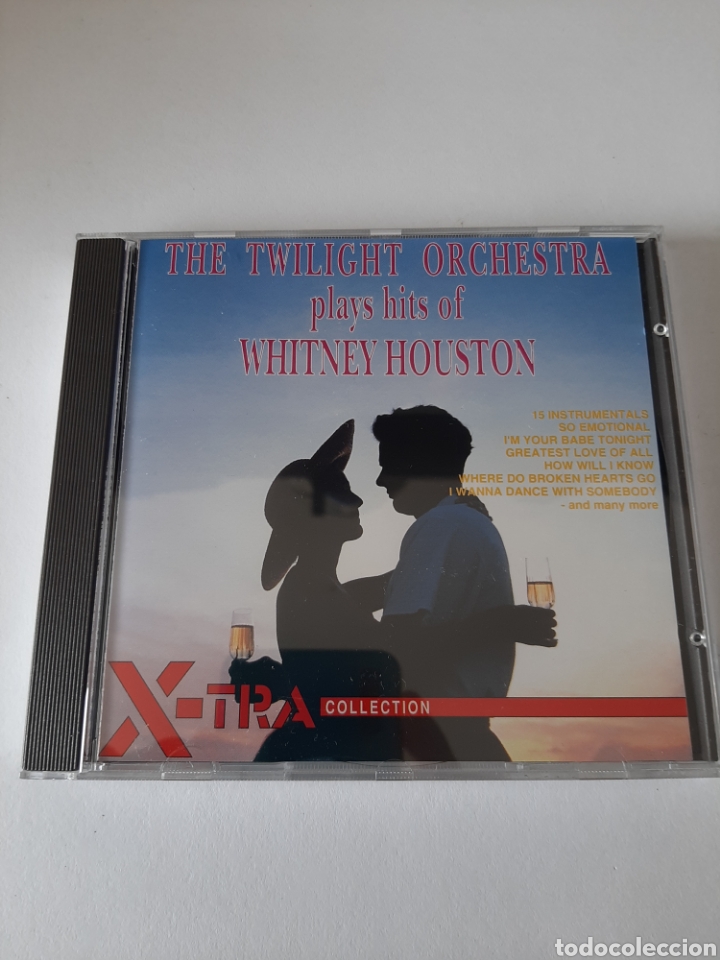 THE TWILIGHT ORCHESTRA
plays hits of
WHITNEY HOUSTON
15 INSTRUMENTALS
SO EMOTIONAL
I'M YOUR BABE TONIGHT
GREATEST LOVE OF ALL
HOW WILL I KNOW
WHERE DO BROKEN HEARTS GO
I WANNA DANCE WITH SOMEBODY
- and many more
X-TRA COLLECTION
todocoleccion